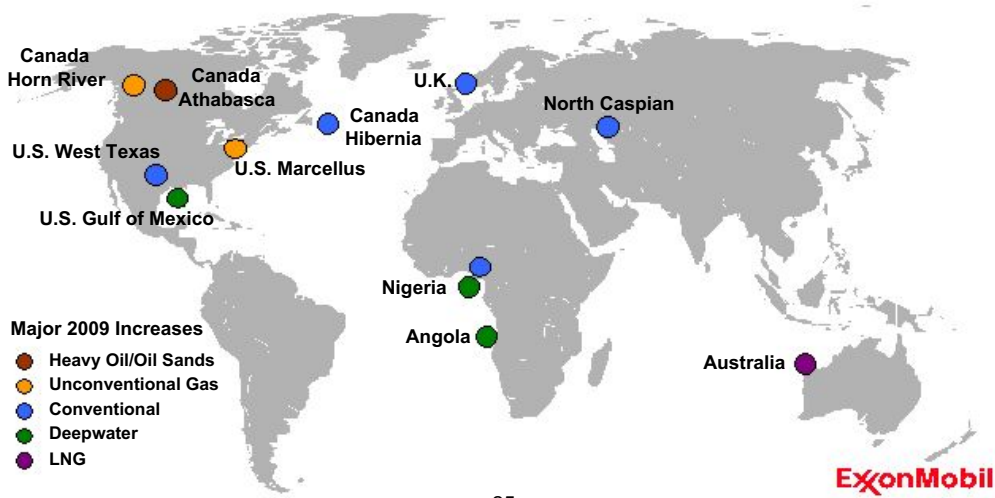 Canada
Horn River
Canada
Athabasca
U.K.
North Caspian
Canada
Hibernia
U.S. West Texas
U.S. Marcellus
U.S. Gulf of Mexico
Nigeria
Angola
Australia
Major 2009 Increases
Heavy Oil/Oil Sands
Unconventional Gas
Conventional
Deepwater
LNG
ExxonMobil